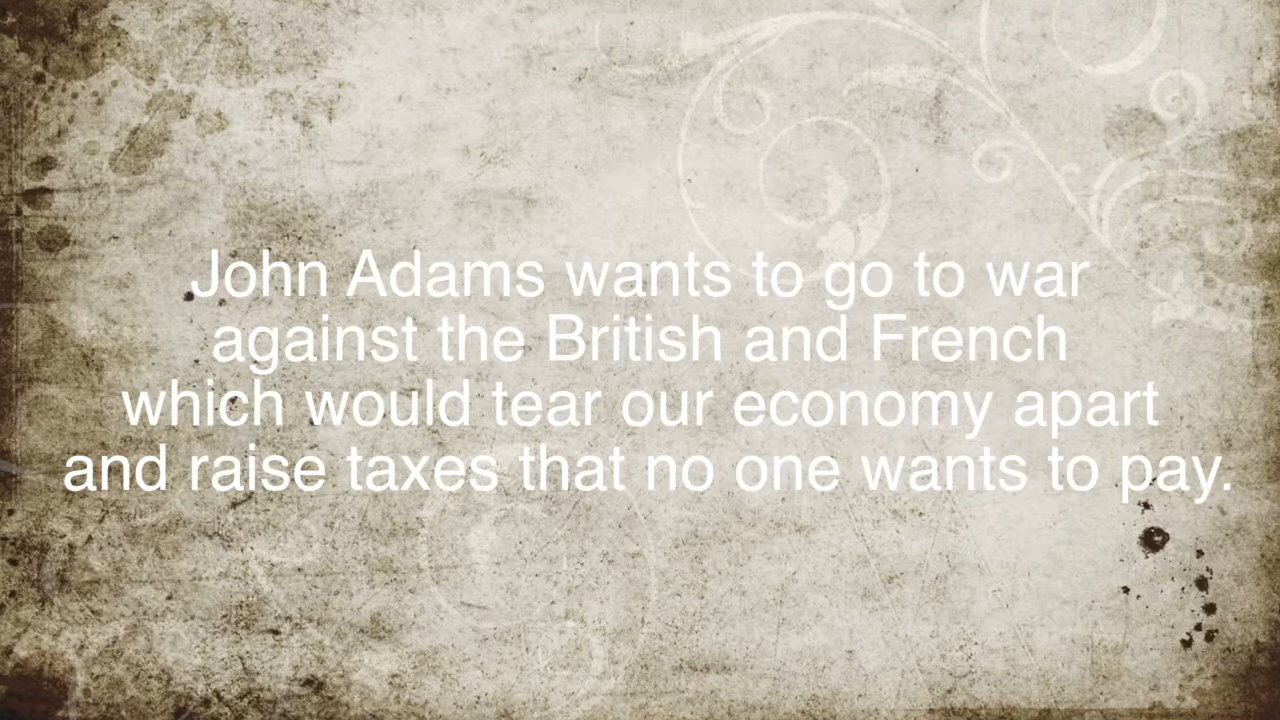 John Adams wants to go to war
against the British and French
which would tear our economy apart
and raise taxes that no one wants to pay.